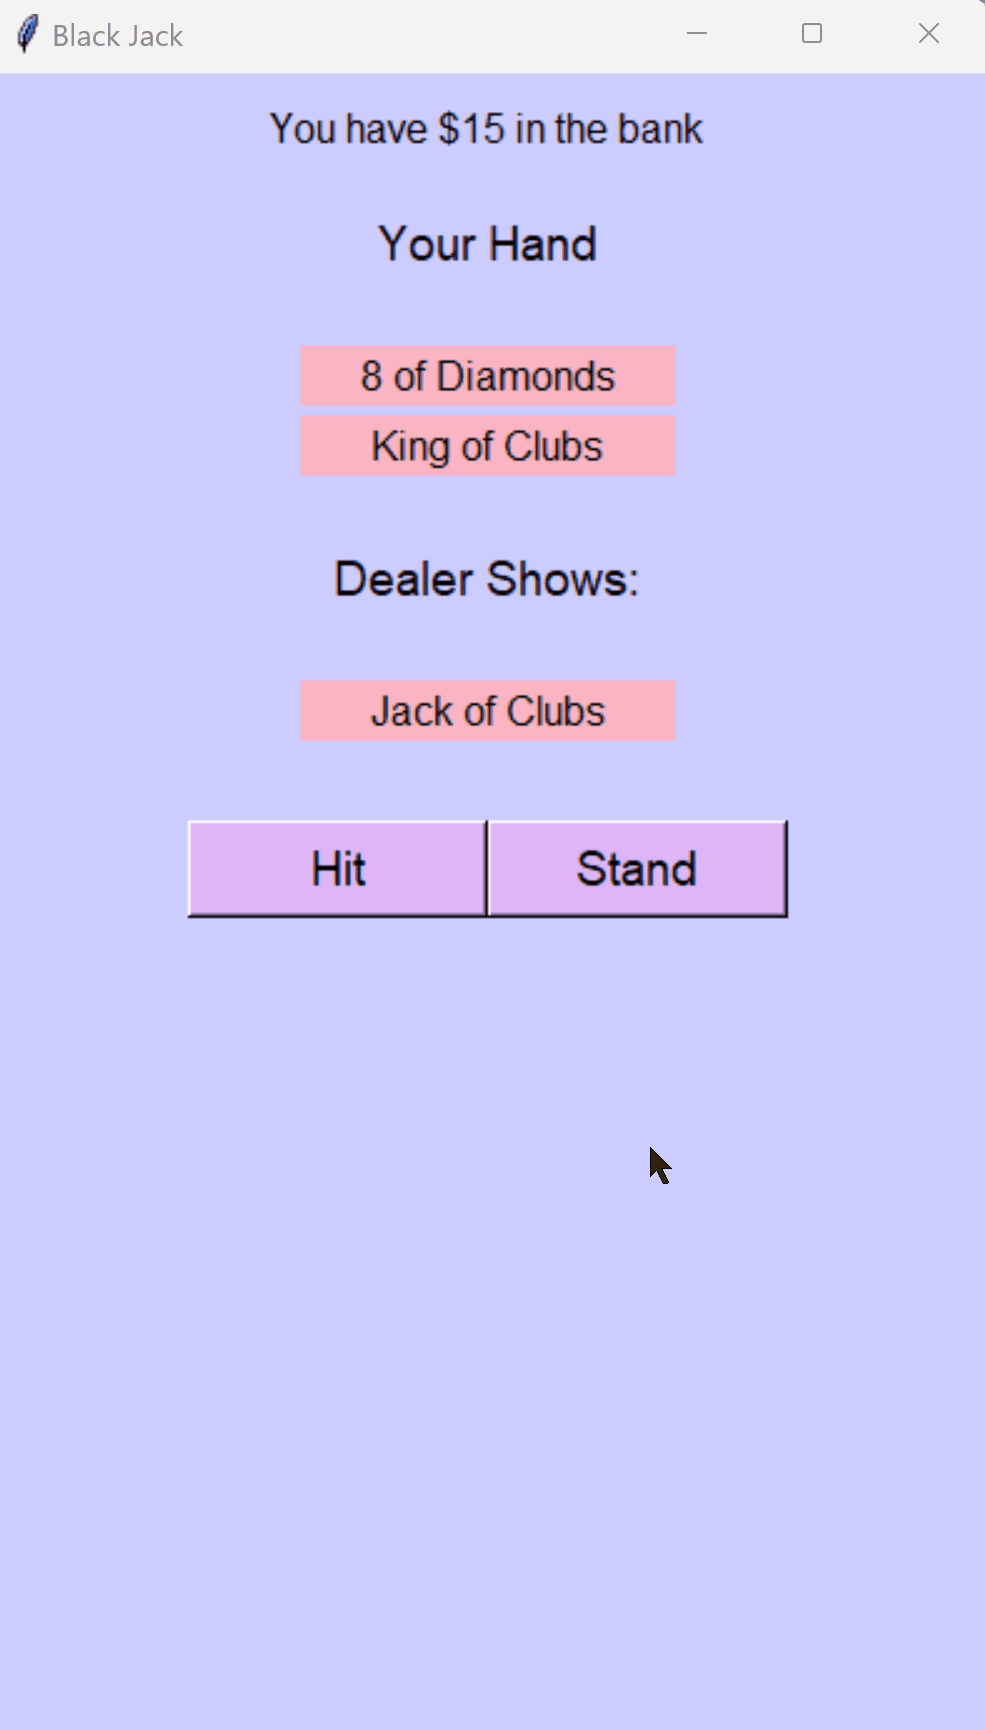 Black Jack
You have $15 in the bank
Your Hand
8 of Diamonds
King of Clubs
Dealer Shows:
Jack of Clubs
Hit Stand